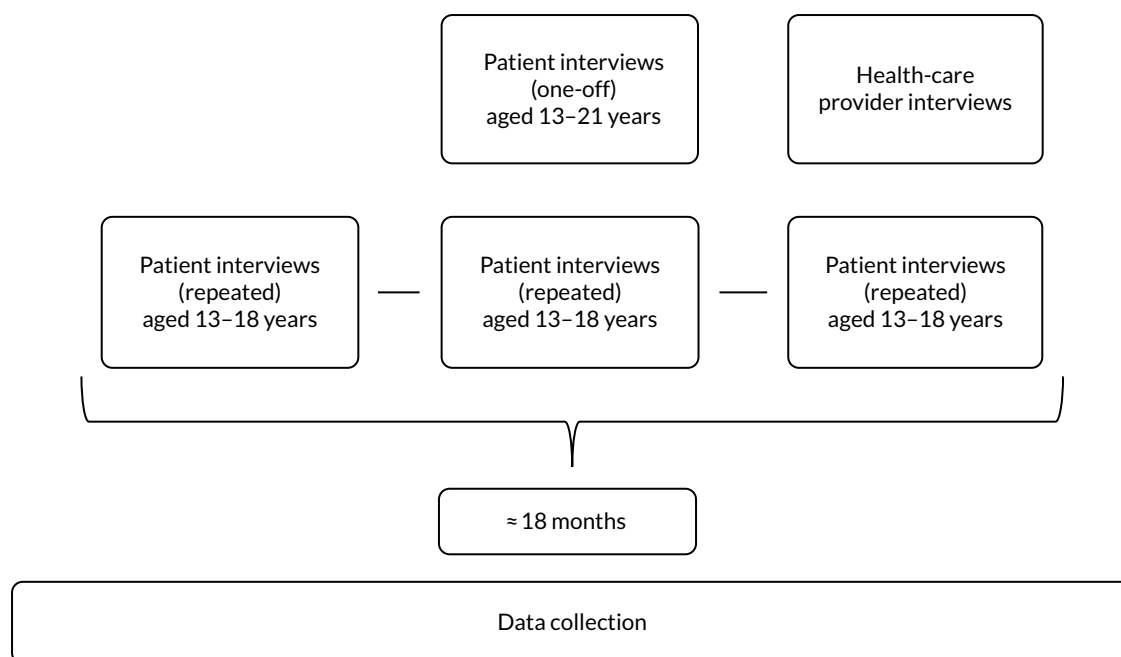 Patient interviews
(one-off)
aged 13–21 years
Health-care
provider interviews
Patient interviews
(repeated)
aged 13–18 years
Patient interviews
(repeated)
aged 13–18 years
Patient interviews
(repeated)
aged 13–18 years
≈ 18 months
Data collection